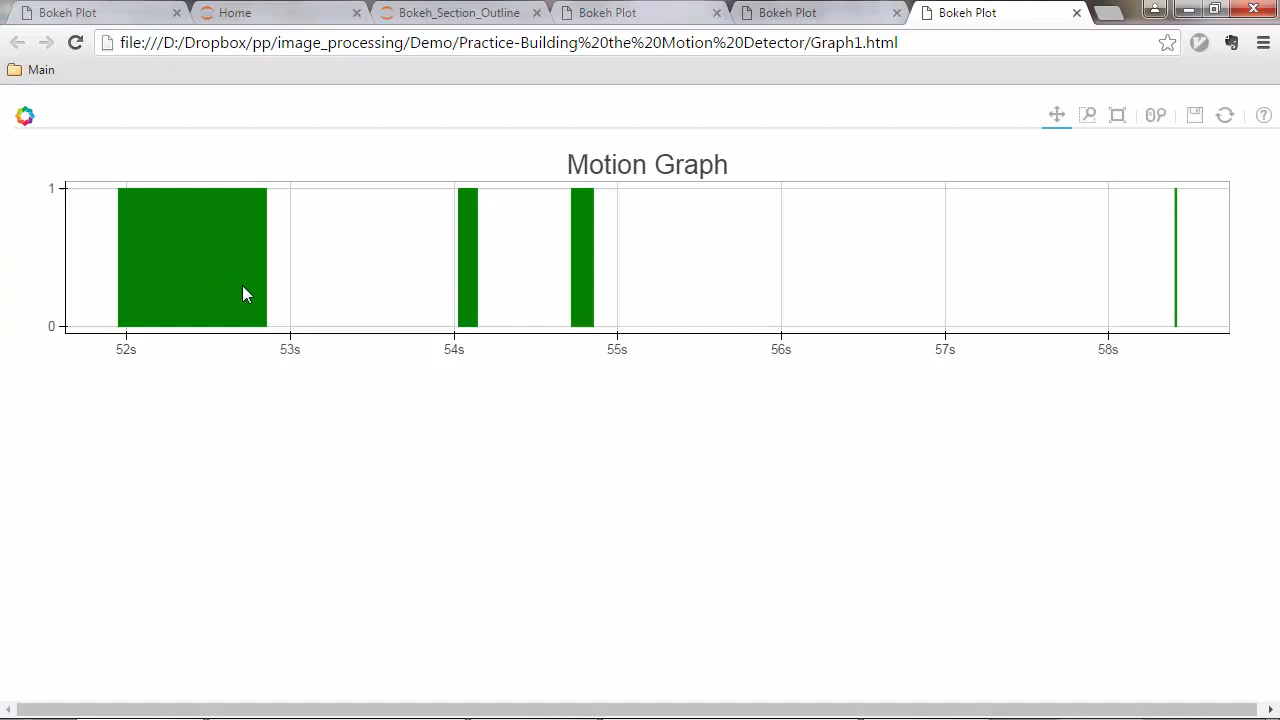 Bokeh Plot
Home
Bokeh_Section_Outline
Bokeh Plot
Bokeh Plot
Bokeh Plot
file:///D:/Dropbox/pp/image_processing/Demo/Practice-Building%20the%20Motion%20Detector/Graph1.html
Main
Motion Graph
1
0
52s 53s 54s 55s 56s 57s 58s